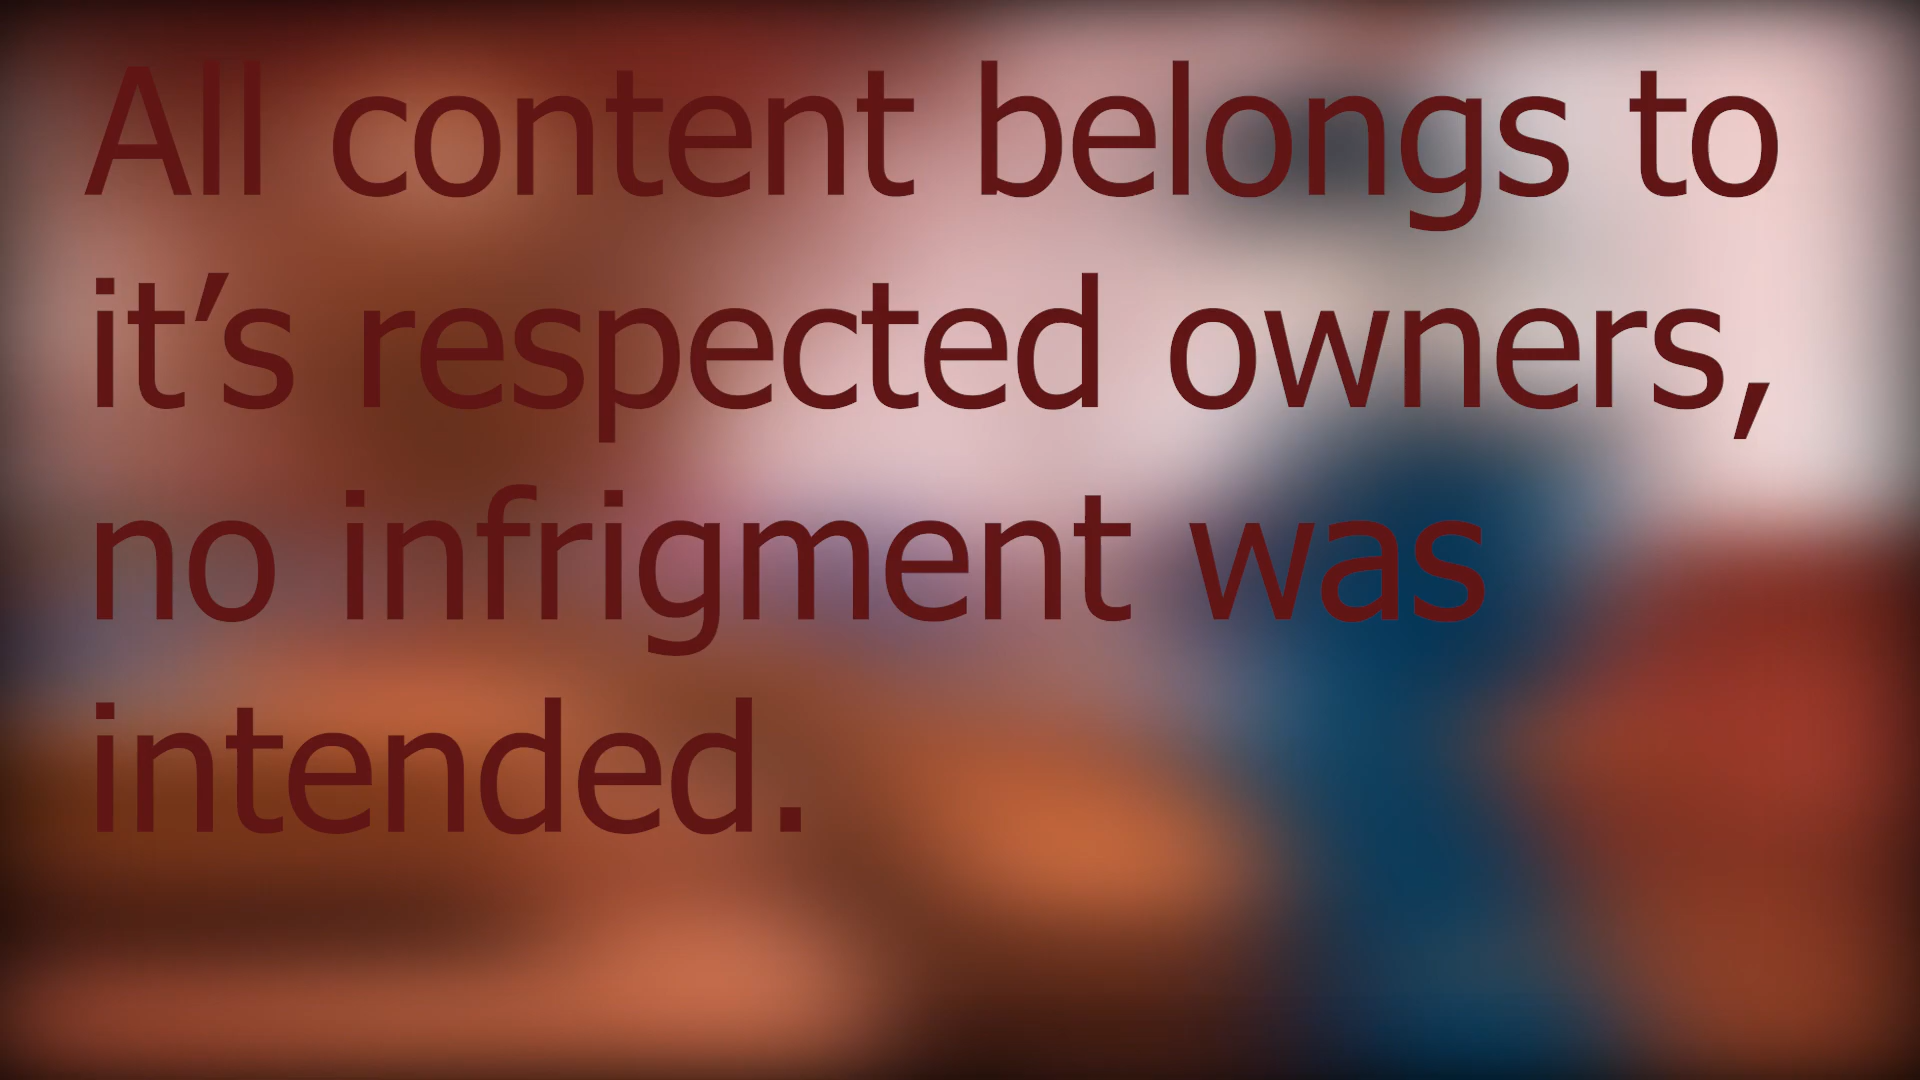 All content belongs to
it’s respected owners,
no infrigment was
intended.